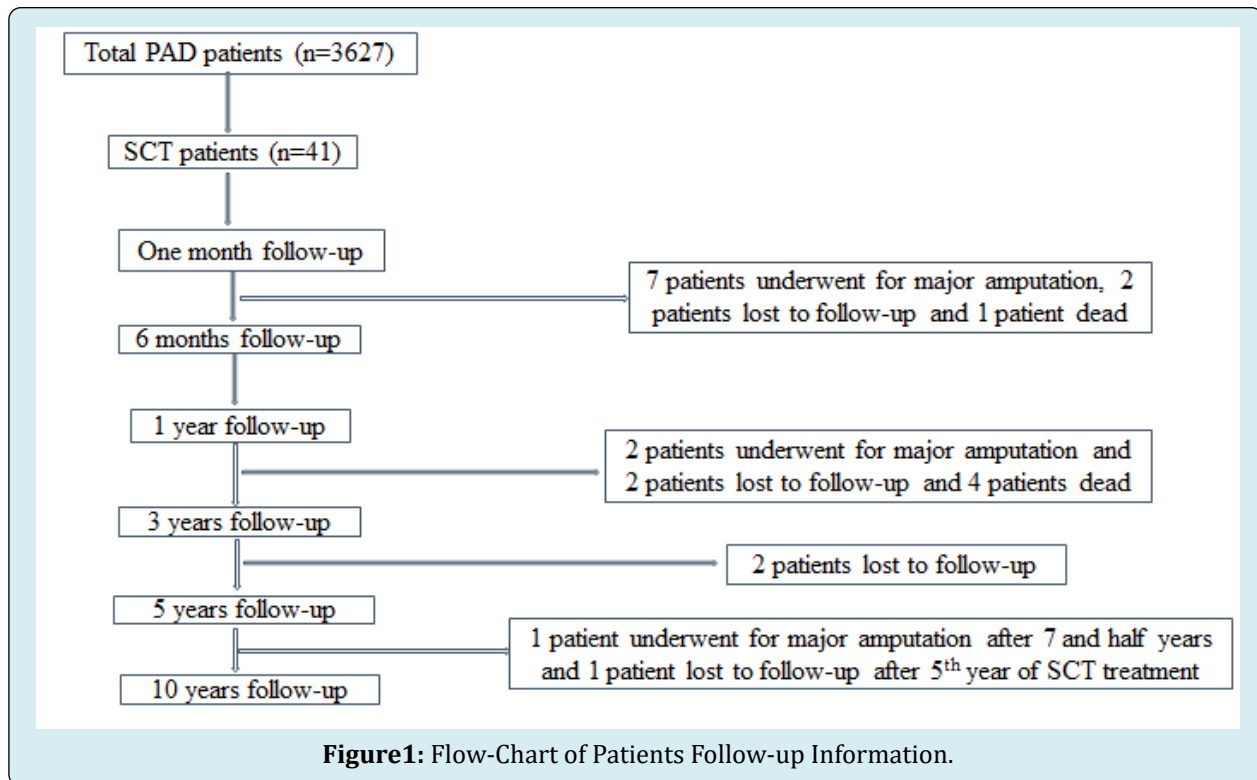 Total PAD patients (n=3627)
SCT patients (n=41)
One month follow-up
7 patients underwent for major amputation, 2
patients lost to follow-up and 1 patient dead
6 months follow-up
1 year follow-up
2 patients underwent for major amputation and
2 patients lost to follow-up and 4 patients dead
3 years follow-up
2 patients lost to follow-up
5 years follow-up
1 patient underwent for major amputation after 7 and half years
and 1 patient lost to follow-up after 5th year of SCT treatment
10 years follow-up
Figure1: Flow-Chart of Patients Follow-up Information.